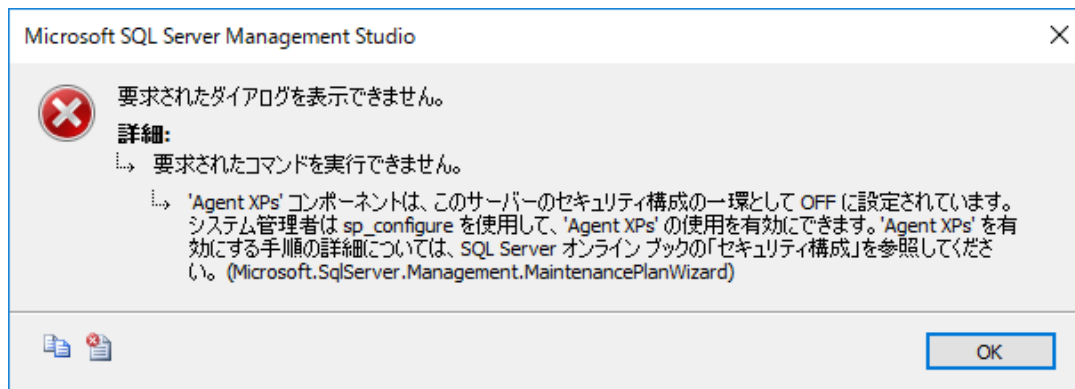 Microsoft SQL Server Management Studio
要求されたダイアログを表示できません。
詳細:
要求されたコマンドを実行できません。
'Agent XPs' コンポーネントは、このサーバーのセキュリティ構成の一環として OFF に設定されています。
システム管理者は sp_configure を使用して、'Agent XPs' の使用を有効にできます。'Agent XPs' を有
効にする手順の詳細については、SQL Server オンライン ブックの「セキュリティ構成」を参照してくださ
い。 (Microsoft.SqlServer.Management.MaintenancePlanWizard)
OK